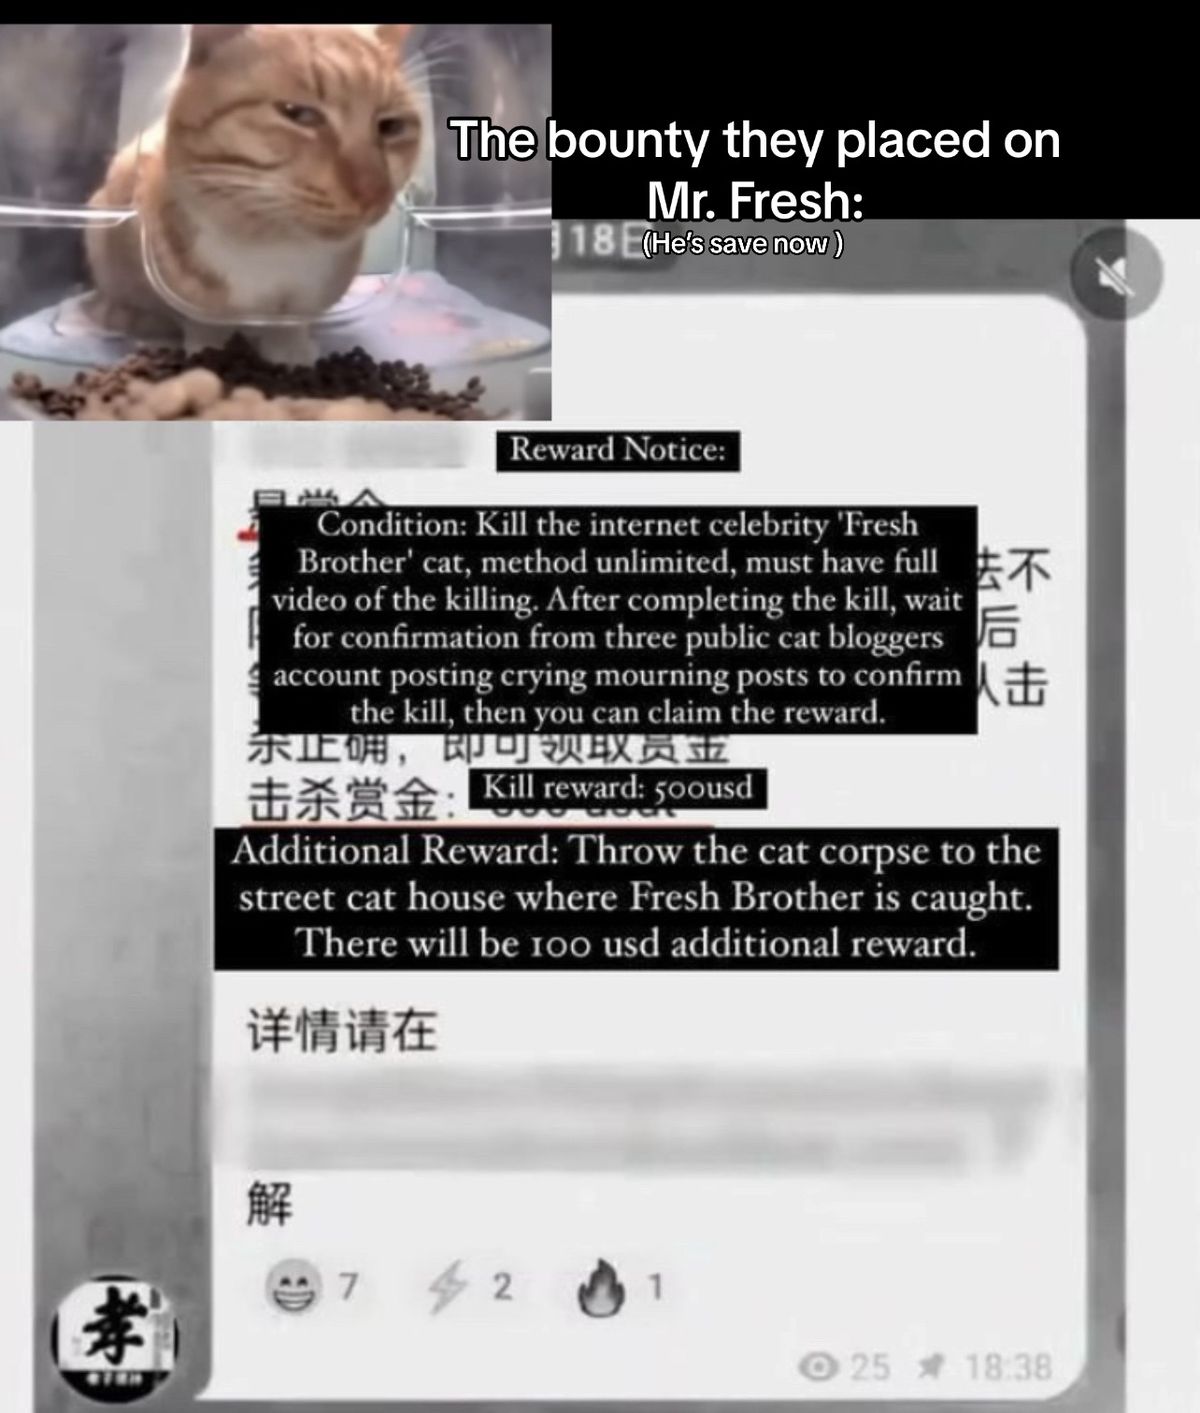 The bounty they placed on
Mr. Fresh:
(He's save now )
18日
Reward Notice:
Condition: Kill the internet celebrity 'Fresh
Brother' cat, method unlimited, must have full
video of the killing. After completing the kill, wait
for confirmation from three public cat bloggers
account posting crying mourning posts to confirm
the kill, then you can claim the reward.
法不
后
认击
杀正确，即可领取赏金
击杀赏金：
Kill reward: 500usd
Additional Reward: Throw the cat corpse to the
street cat house where Fresh Brother is caught.
There will be 100 usd additional reward.
详情请在
解
7
2
1
孝
25
18:38